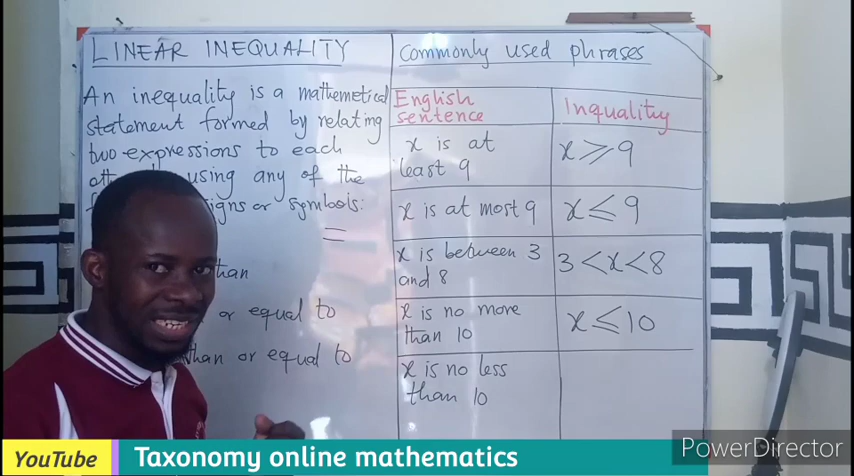 LINEAR INEQUALITY
An inequality is a mathemetical
statement formed by relating
two expressions to each
using any of the
signs or symbols:
=
than
or equal to
than or equal to
Commonly used phrases
English sentence
Inquality
x is at least 9
x ≥ 9
x is at most 9
x ≤ 9
x is between 3 and 8
3 < x < 8
x is no more than 10
x ≤ 10
x is no less than 10
YouTube
Taxonomy online mathematics
PowerDirector